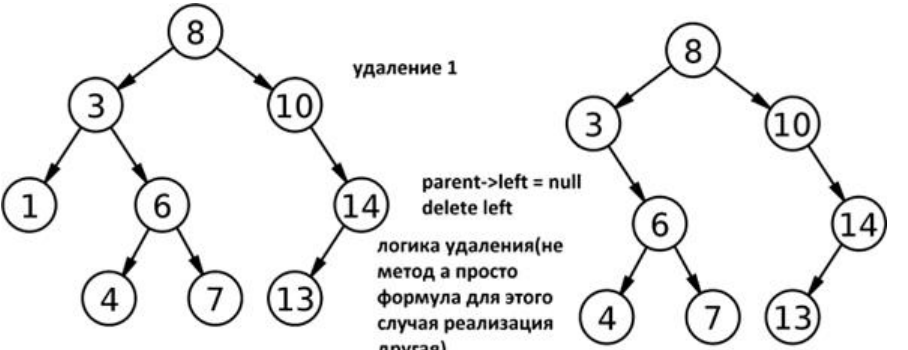 8
3
10
1
6
14
4
7
13
удаление 1
parent->left = null
delete left
логика удаления(не
метод а просто
формула для этого
случая реализация
другая)
8
3
10
6
14
4
7
13